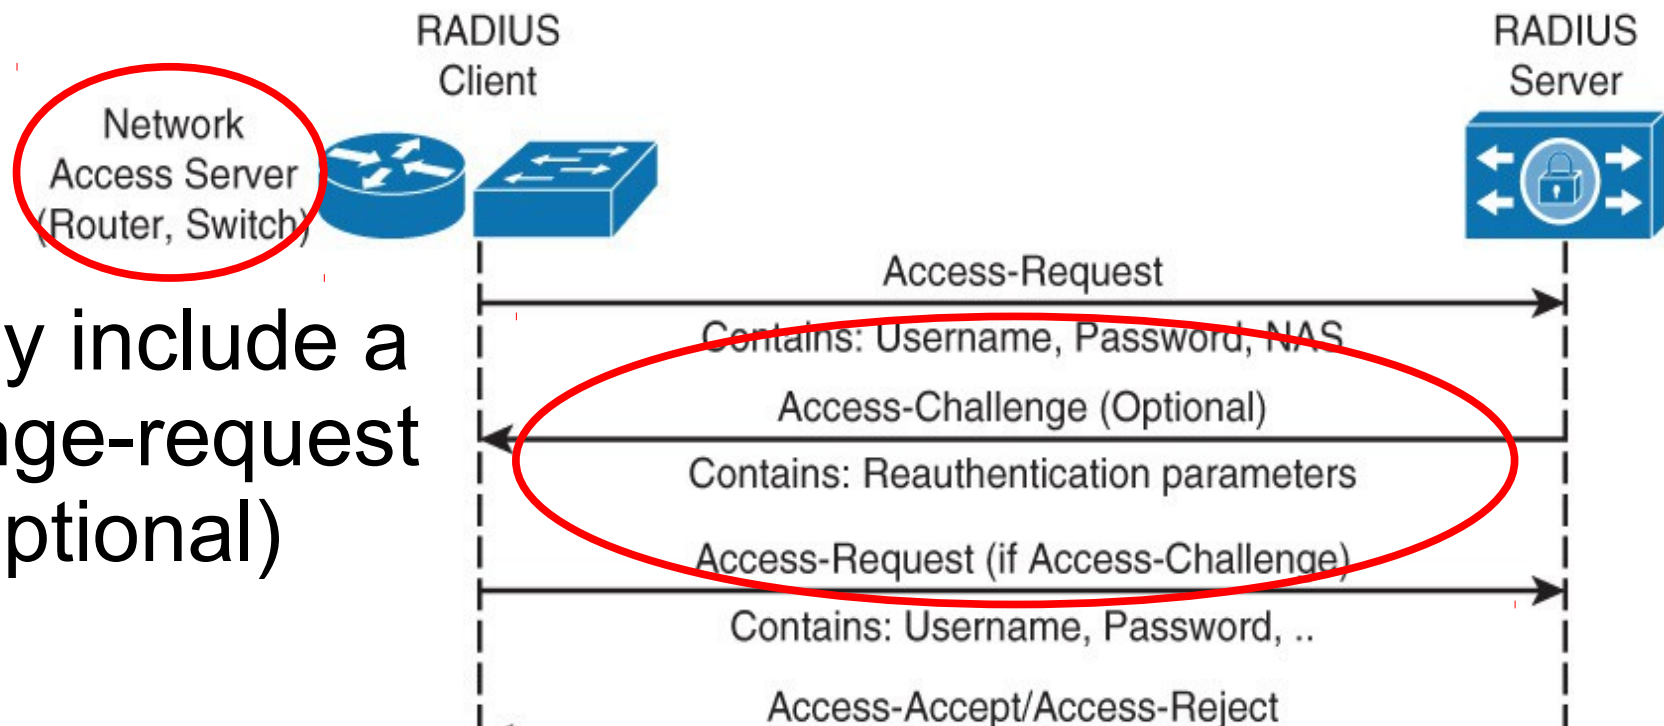 RADIUS
Client
RADIUS
Server
Network
Access Server
(Router, Switch)
Access-Request
Contains: Username, Password, NAS
y include a
nge-request
ptional)
Access-Challenge (Optional)
Contains: Reauthentication parameters
Access-Request (if Access-Challenge)
Contains: Username, Password, ..
Access-Accept/Access-Reject